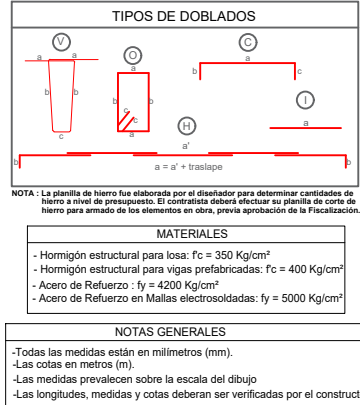 TIPOS DE DOBLADOS
V
O
C
a a
a
a
b b
b
b
b
c
I
c
c
a
c
a
H
a'
b
b
a = a' + traslape
NOTA : La planilla de hierro fue elaborada por el diseñador para determinar cantidades de
hierro a nivel de presupuesto. El contratista deberá efectuar su planilla de corte de
hierro para armado de los elementos en obra, previa aprobación de la Fiscalización.
MATERIALES
- Hormigón estructural para losa: f'c = 350 Kg/cm²
- Hormigón estructural para vigas prefabricadas: f'c = 400 Kg/cm²
- Acero de Refuerzo : fy = 4200 Kg/cm²
- Acero de Refuerzo en Mallas electrosoldadas: fy = 5000 Kg/cm²
NOTAS GENERALES
-Todas las medidas están en milímetros (mm).
-Las cotas en metros (m).
-Las medidas prevalecen sobre la escala del dibujo
-Las longitudes, medidas y cotas deberan ser verificadas por el construct